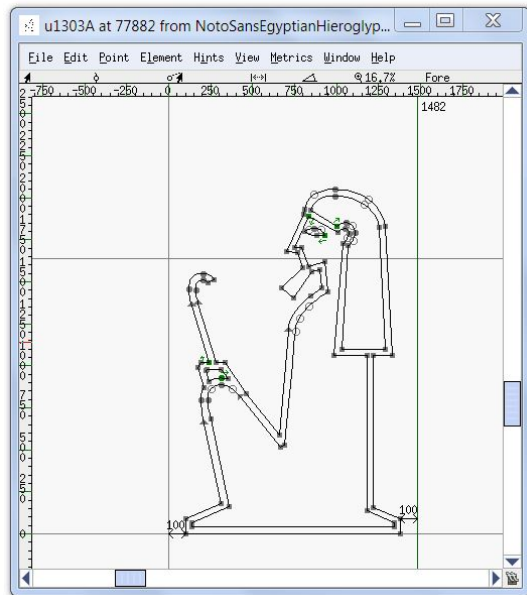 u1303A at 77882 from NotoSansEgyptianHieroglyp...
File Edit Point Element Hints View Metrics Window Help
16.7% Fore
-750 -500 -250 0 250 500 750 1000 1250 1500 1750
1482
100
100